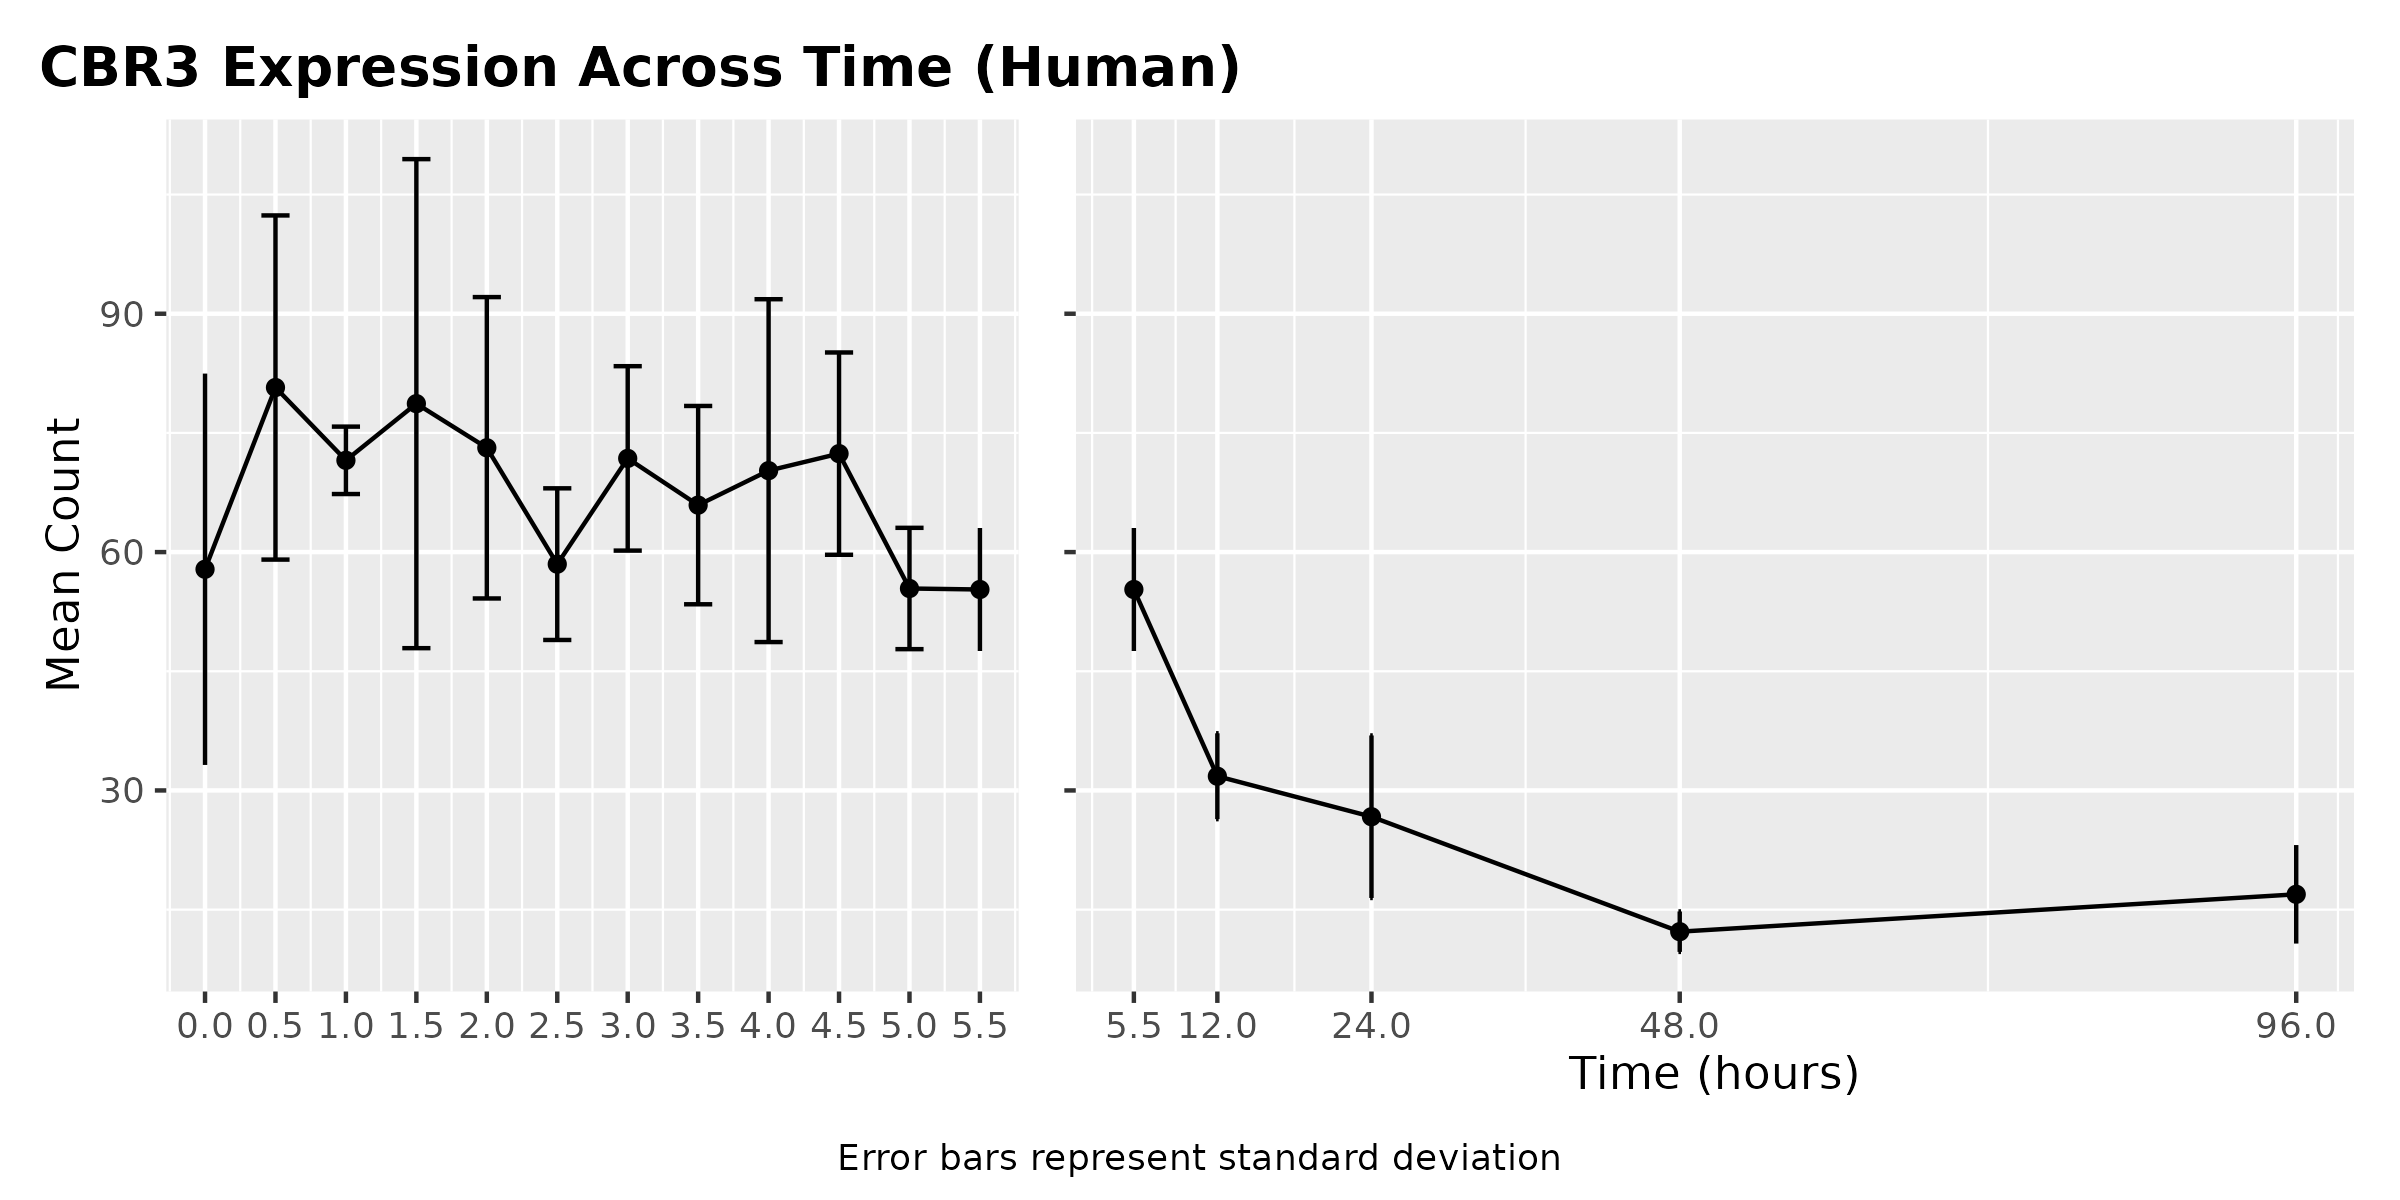 CBR3 Expression Across Time (Human)
Mean Count
90
60
30
0.0 0.5 1.0 1.5 2.0 2.5 3.0 3.5 4.0 4.5 5.0 5.5
5.5 12.0 24.0 48.0 96.0
Time (hours)
Error bars represent standard deviation